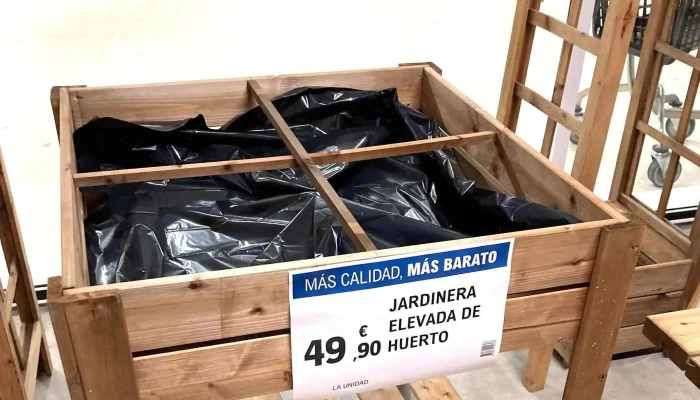 MÁS CALIDAD, MÁS BARATO
JARDINERA
ELEVADA DE
HUERTO
49 €
,90
LA UNIDAD